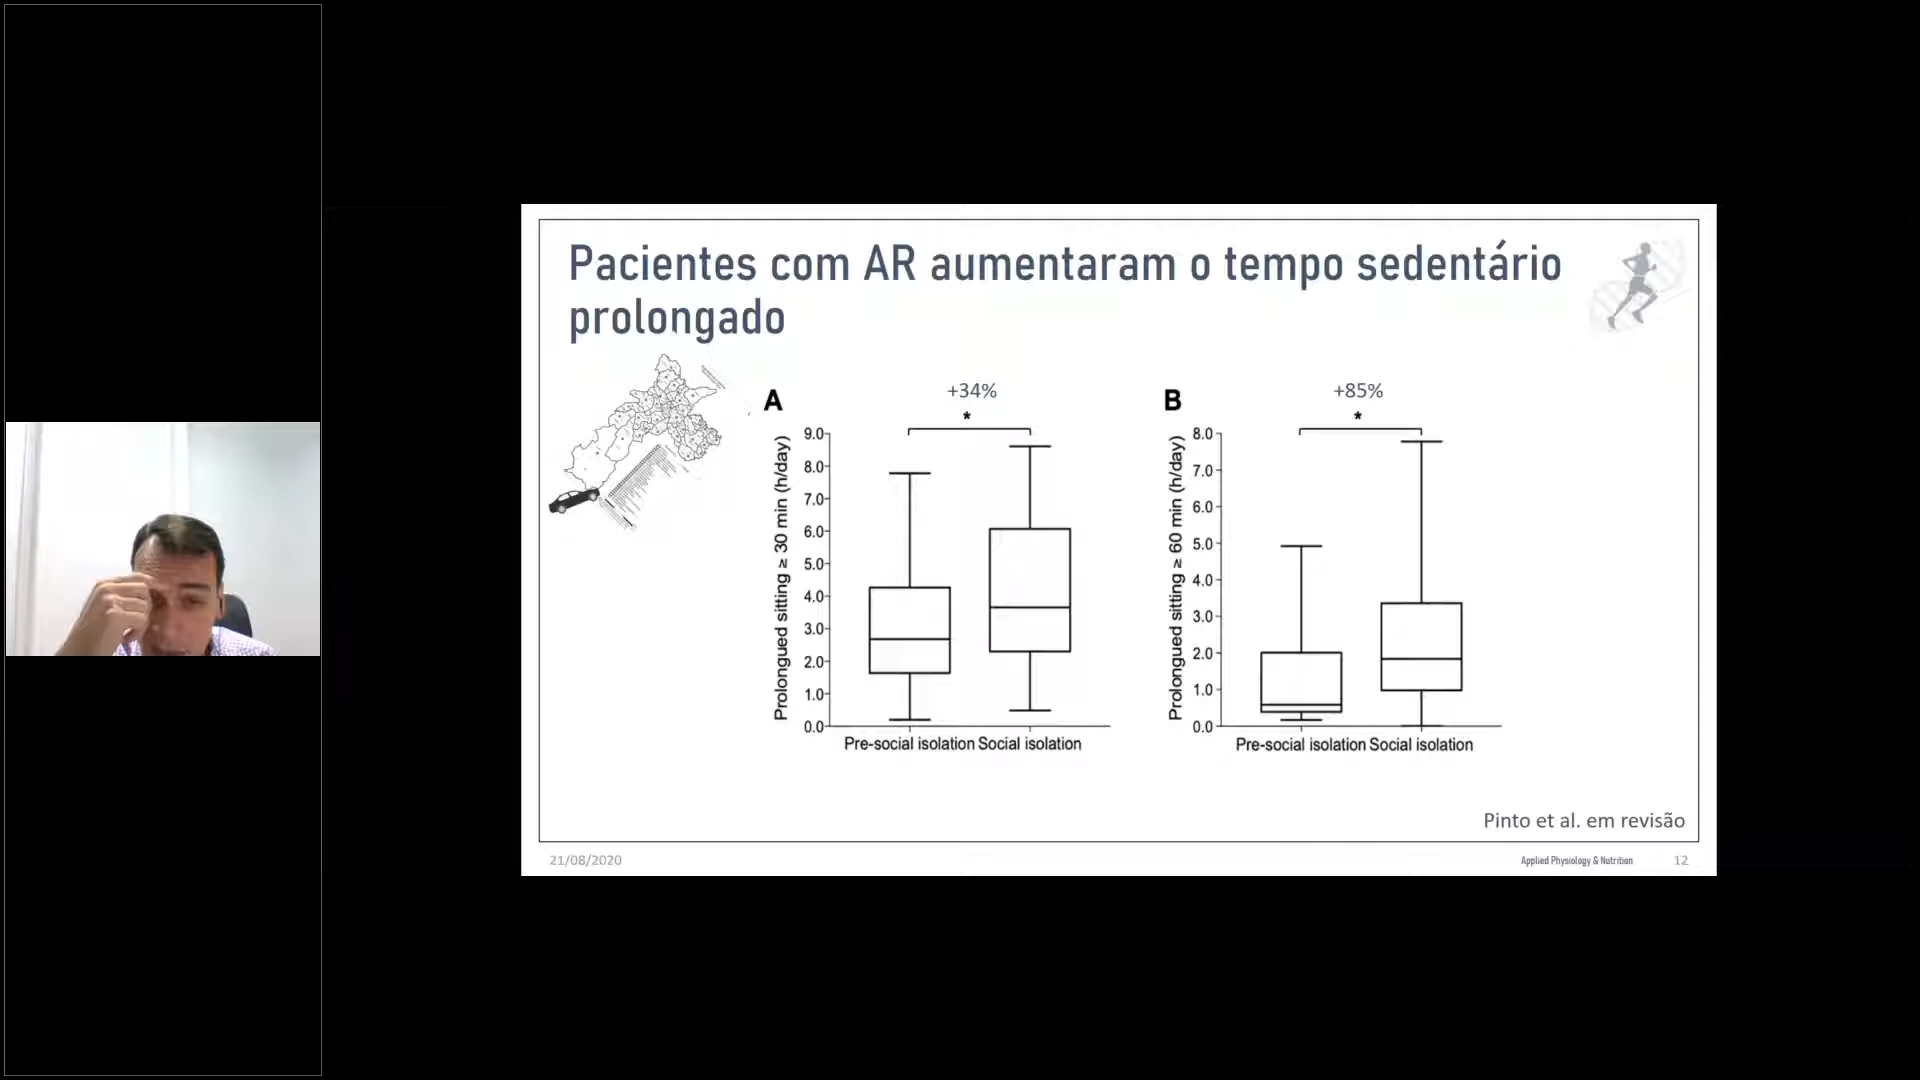 Pacientes com AR aumentaram o tempo sedentário
prolongado
A
+34%
*
Prolongued sitting ≥ 30 min (h/day)
9.0
8.0
7.0
6.0
5.0
4.0
3.0
2.0
1.0
0.0
Pre-social isolation Social isolation
B
+85%
*
Prolongued sitting ≥ 60 min (h/day)
8.0
7.0
6.0
5.0
4.0
3.0
2.0
1.0
0.0
Pre-social isolation Social isolation
Pinto et al. em revisão
21/08/2020
Applied Physiology & Nutrition
12